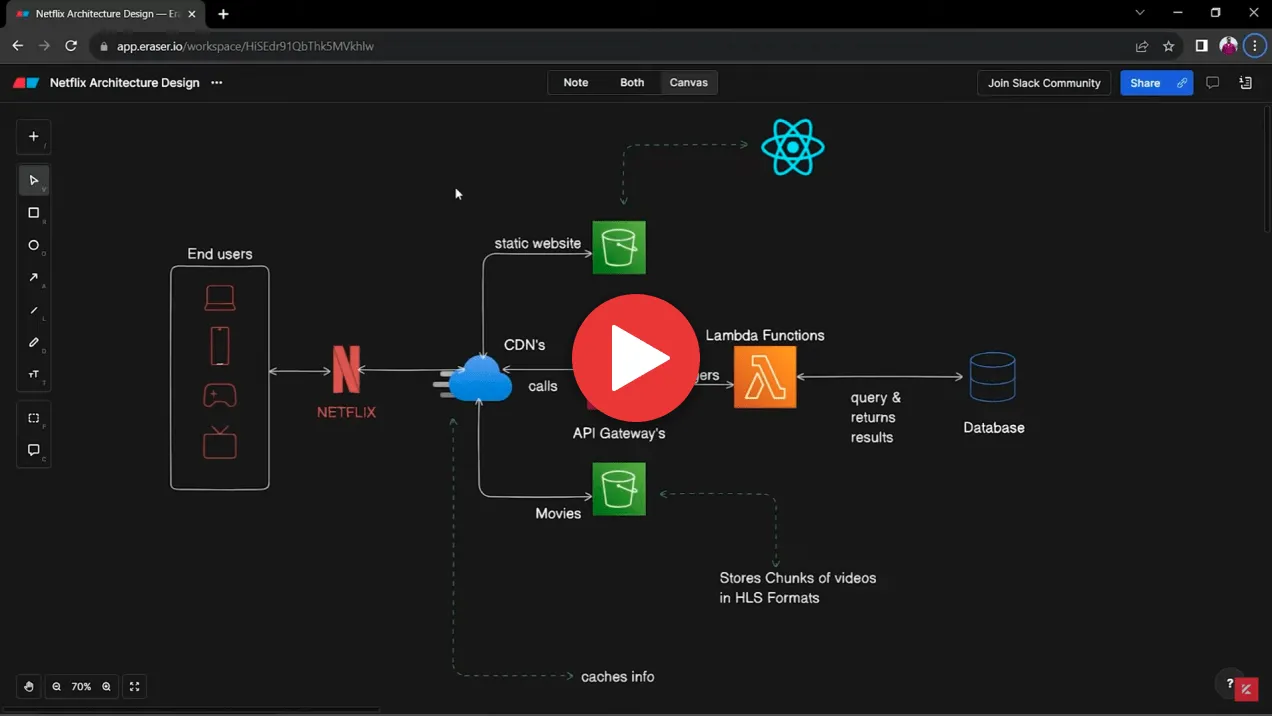 Netflix Architecture Design — Era
app.eraser.io/workspace/HiSEdr91QbThk5MVkhIw
Netflix Architecture Design
Note
Both
Canvas
Join Slack Community
Share
static website
End users
CDN's
Lambda Functions
calls
gers
NETFLIX
query &
returns
results
API Gateway's
Database
Movies
Stores Chunks of videos
in HLS Formats
caches info
70%
?